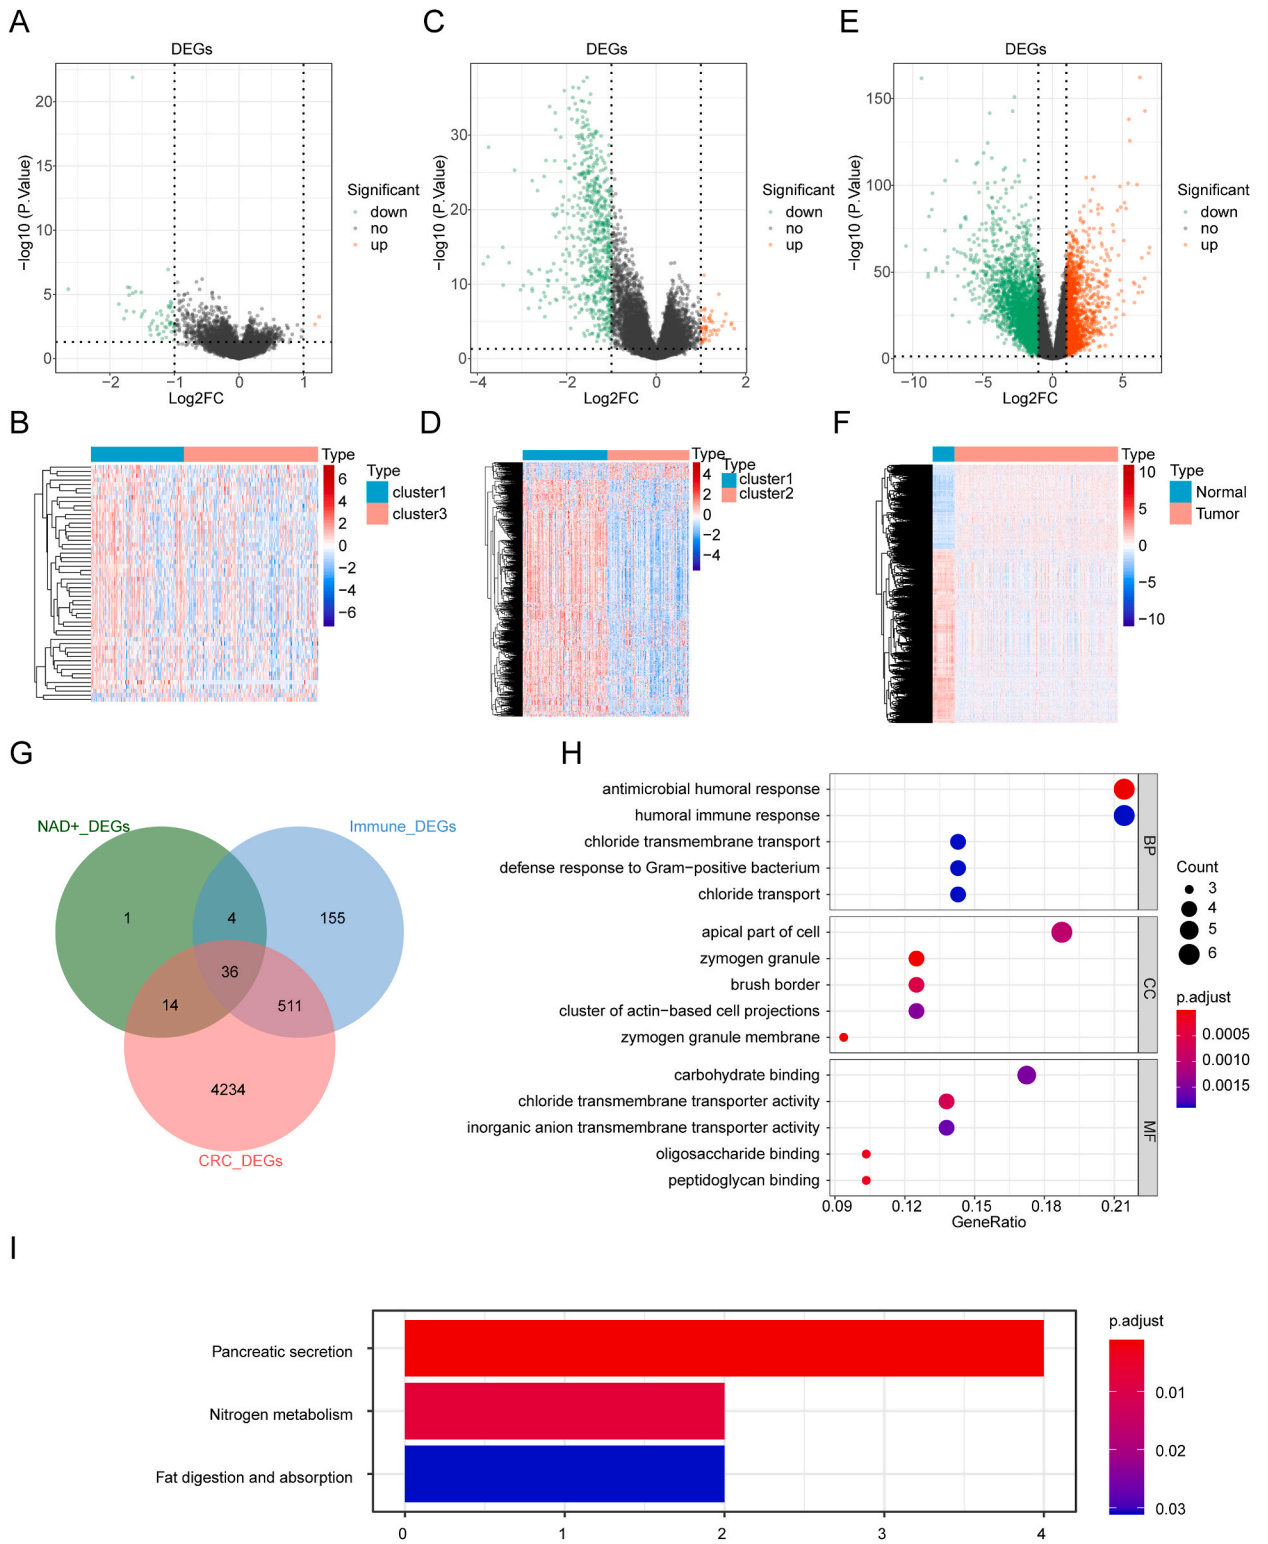 A
C
E
DEGs
DEGs
DEGs
−log10 (P.Value)
20
15
10
5
0
−2
−1
0
1
Log2FC
Significant
down
no
up
−log10 (P.Value)
30
20
10
0
−4
−2
0
2
Log2FC
Significant
down
no
up
−log10 (P.Value)
150
100
50
0
−10
−5
0
5
Log2FC
Significant
down
no
up
B
D
F
Type
6
4
2
0
−2
−4
−6
Type
cluster1
cluster3
Type
4
2
0
−2
−4
Type
cluster1
cluster2
Type
10
5
0
−5
−10
Type
Normal
Tumor
G
NAD+_DEGs
Immune_DEGs
1
4
155
36
14
511
4234
CRC_DEGs
H
antimicrobial humoral response
humoral immune response
chloride transmembrane transport
defense response to Gram−positive bacterium
chloride transport
BP
apical part of cell
zymogen granule
brush border
cluster of actin−based cell projections
zymogen granule membrane
CC
carbohydrate binding
chloride transmembrane transporter activity
inorganic anion transmembrane transporter activity
oligosaccharide binding
peptidoglycan binding
MF
0.09
0.12
0.15
0.18
0.21
GeneRatio
Count
3
4
5
6
p.adjust
0.0005
0.0010
0.0015
I
Pancreatic secretion
Nitrogen metabolism
Fat digestion and absorption
0
1
2
3
4
p.adjust
0.01
0.02
0.03